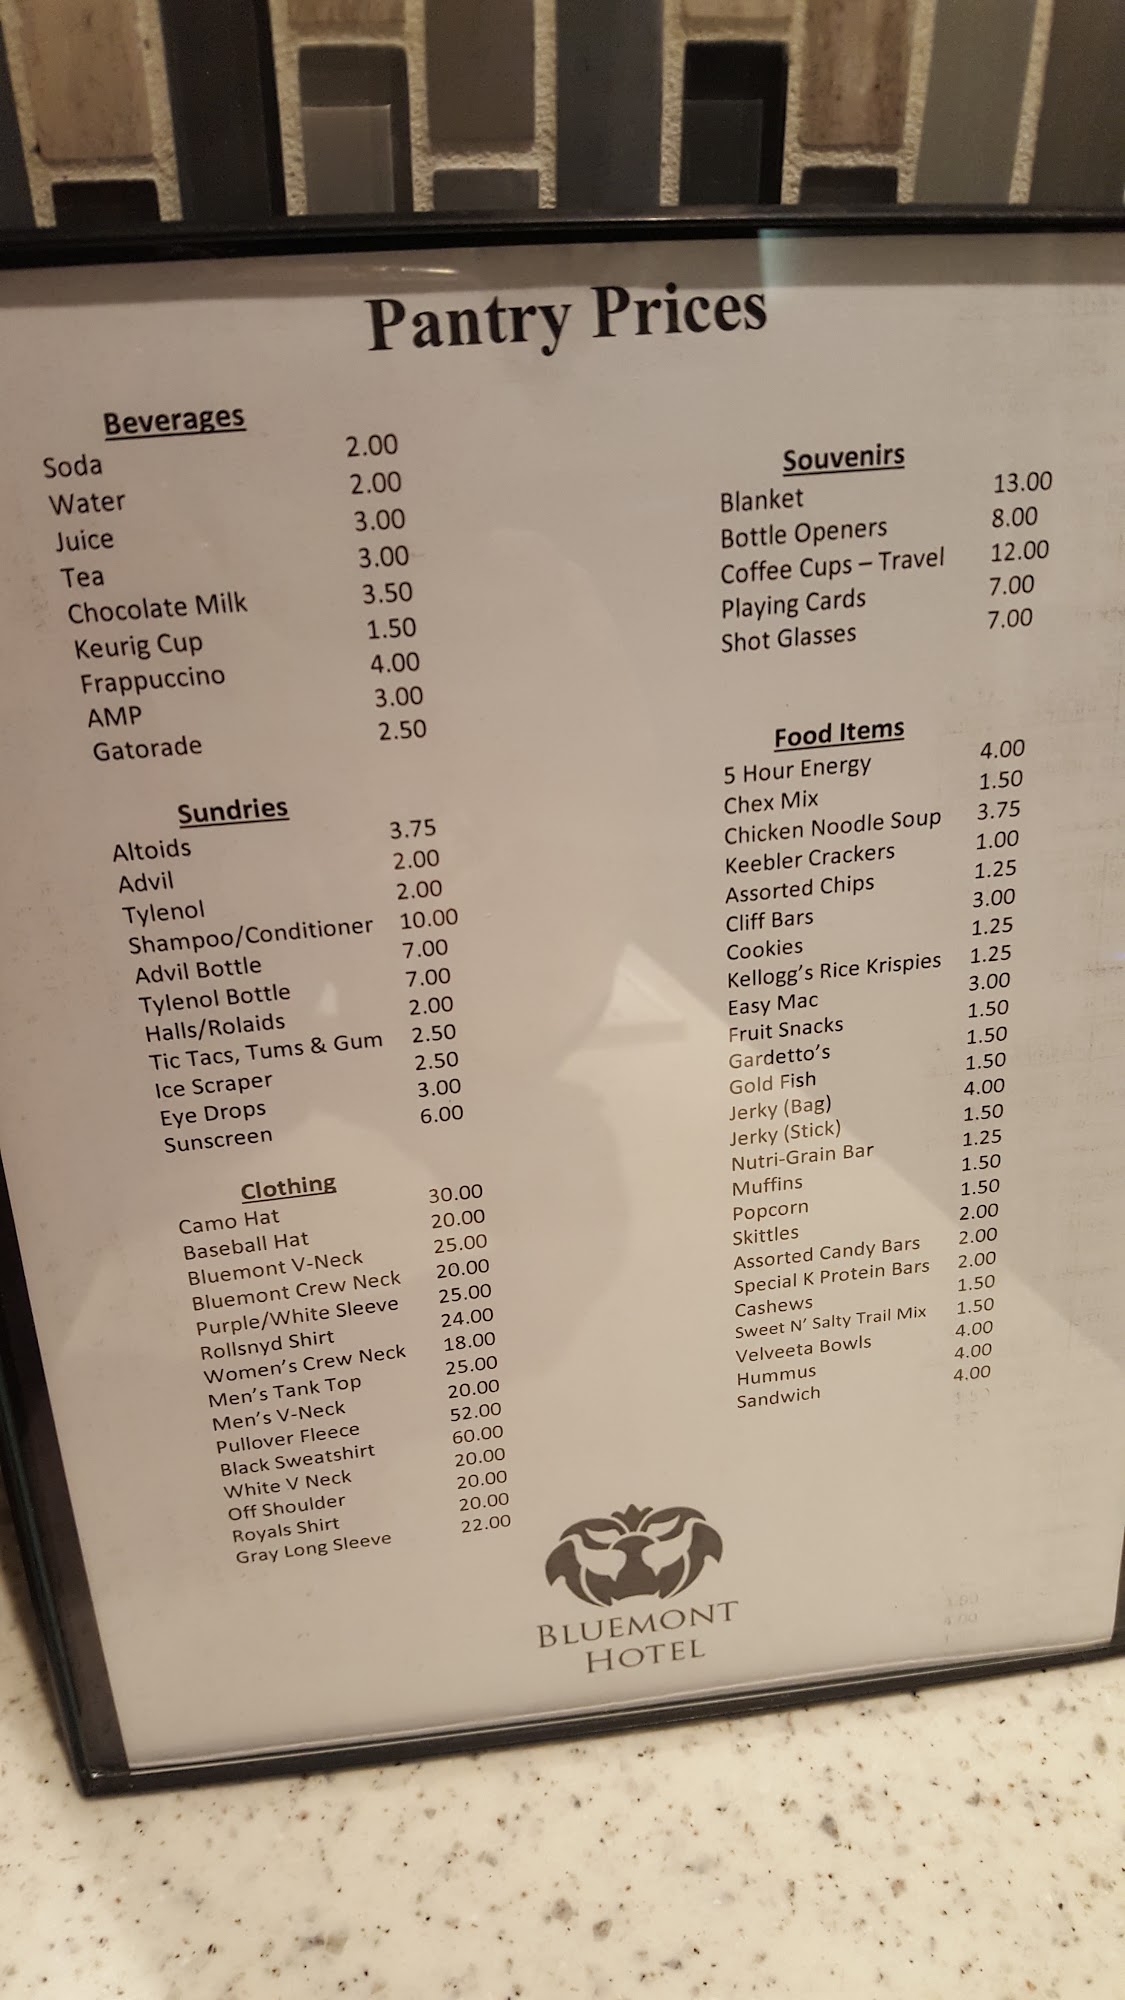 Pantry Prices
Beverages
Soda 2.00
Water 2.00
Juice 3.00
Tea 3.00
Chocolate Milk 3.50
Keurig Cup 1.50
Frappuccino 4.00
AMP 3.00
Gatorade 2.50
Sundries
Altoids 3.75
Advil 2.00
Tylenol 2.00
Shampoo/Conditioner 10.00
Advil Bottle 7.00
Tylenol Bottle 7.00
Halls/Rolaids 2.00
Tic Tacs, Tums & Gum 2.50
Ice Scraper 2.50
Eye Drops 3.00
Sunscreen 6.00
Clothing
Camo Hat 30.00
Baseball Hat 20.00
Bluemont V-Neck 25.00
Bluemont Crew Neck 20.00
Purple/White Sleeve 25.00
Rollsnyd Shirt 24.00
Women's Crew Neck 18.00
Men's Tank Top 25.00
Men's V-Neck 20.00
Pullover Fleece 52.00
Black Sweatshirt 60.00
White V Neck 20.00
Off Shoulder 20.00
Royals Shirt 20.00
Gray Long Sleeve 22.00
Souvenirs
Blanket 13.00
Bottle Openers 8.00
Coffee Cups – Travel 12.00
Playing Cards 7.00
Shot Glasses 7.00
Food Items
5 Hour Energy 4.00
Chex Mix 1.50
Chicken Noodle Soup 3.75
Keebler Crackers 1.00
Assorted Chips 1.25
Cliff Bars 3.00
Cookies 1.25
Kellogg's Rice Krispies 1.25
Easy Mac 3.00
Fruit Snacks 1.50
Gardetto's 1.50
Gold Fish 1.50
Jerky (Bag) 4.00
Jerky (Stick) 1.50
Nutri-Grain Bar 1.25
Muffins 1.50
Popcorn 1.50
Skittles 2.00
Assorted Candy Bars 2.00
Special K Protein Bars 2.00
Cashews 1.50
Sweet N' Salty Trail Mix 1.50
Velveeta Bowls 4.00
Hummus 4.00
Sandwich 4.00
BLUEMONT
HOTEL